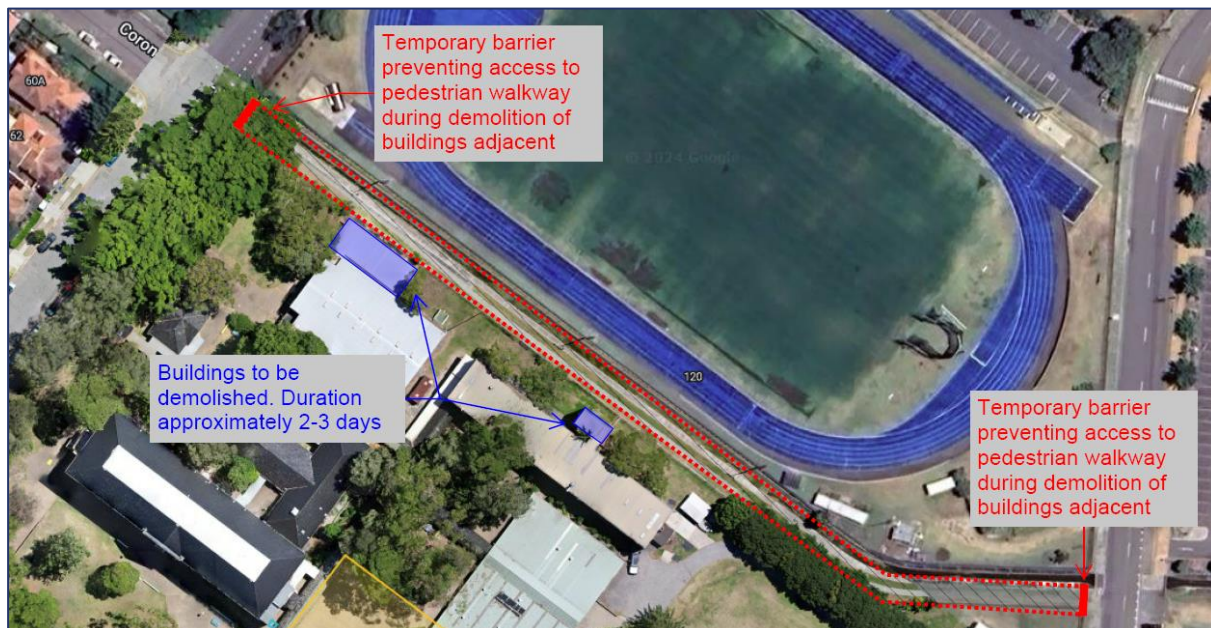 Coron
60A
62
Temporary barrier
preventing access to
pedestrian walkway
during demolition of
buildings adjacent
© 2024 Google
120
Buildings to be
demolished. Duration
approximately 2-3 days
Temporary barrier
preventing access to
pedestrian walkway
during demolition of
buildings adjacent